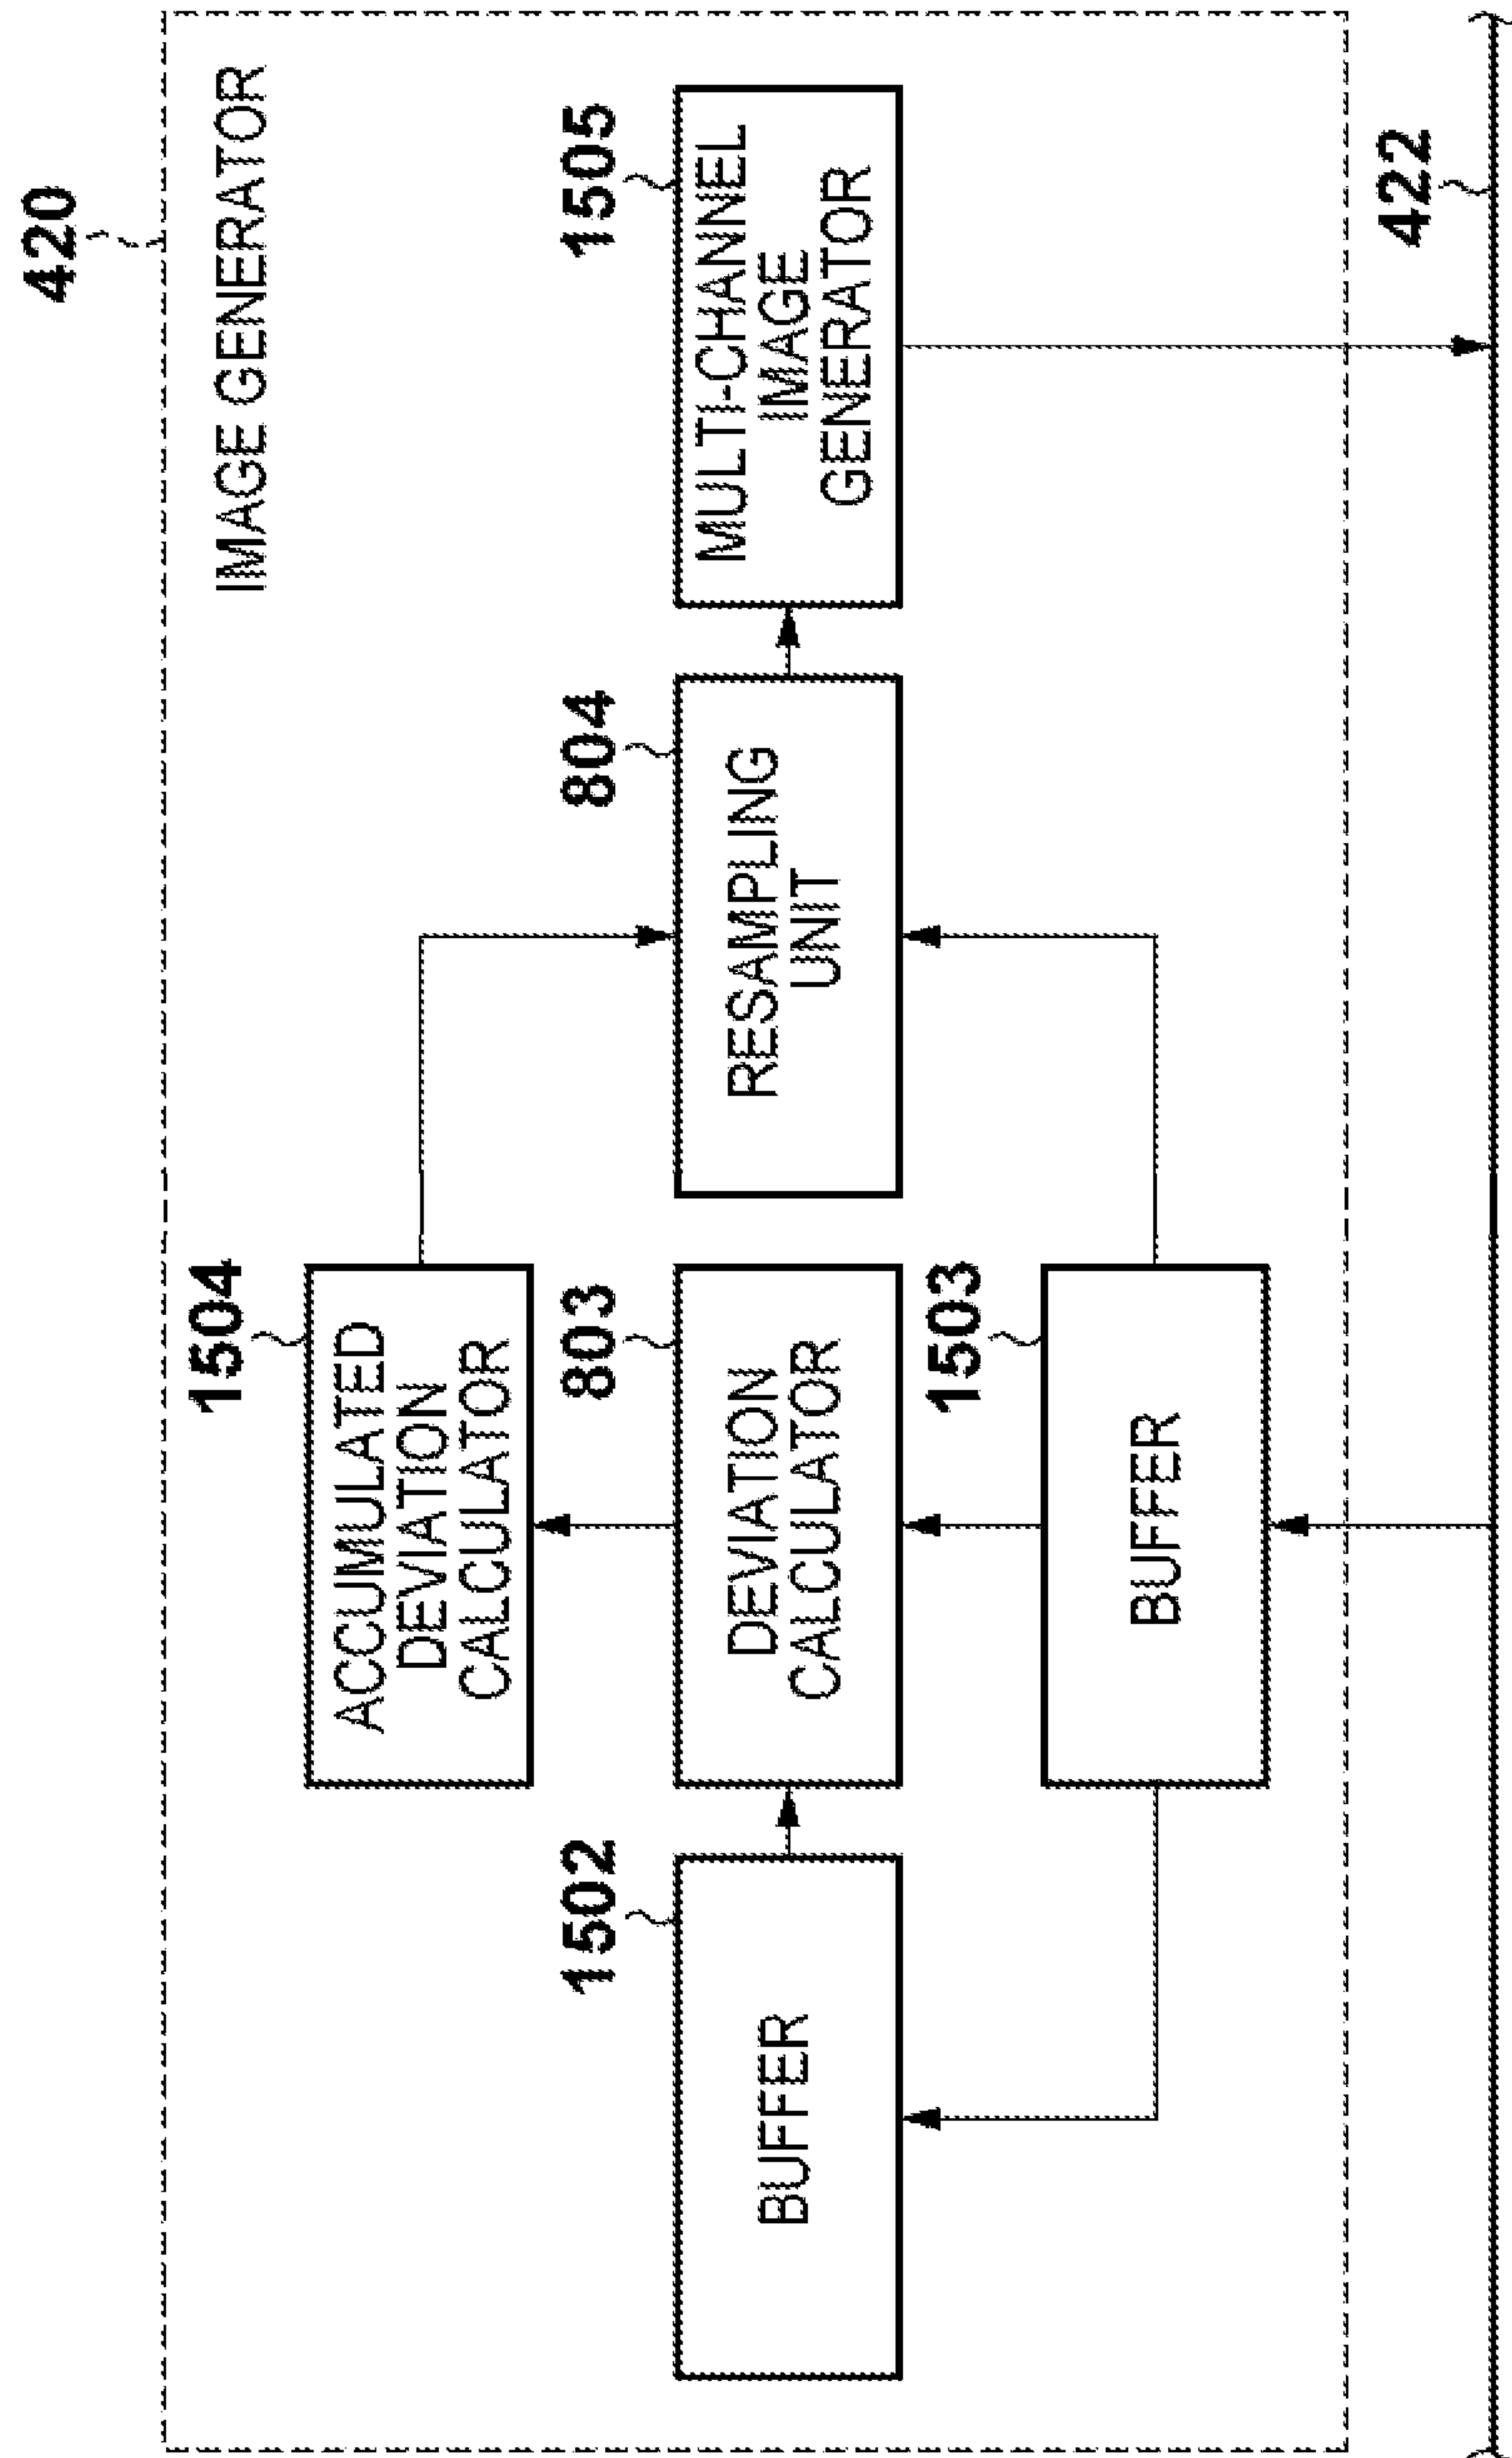 420
IMAGE GENERATOR
1504
ACCUMULATED
DEVIATION
CALCULATOR
1502
BUFFER
803
DEVIATION
CALCULATOR
804
RESAMPLING
UNIT
1505
MULTI-CHANNEL
IMAGE
GENERATOR
1503
BUFFER
422